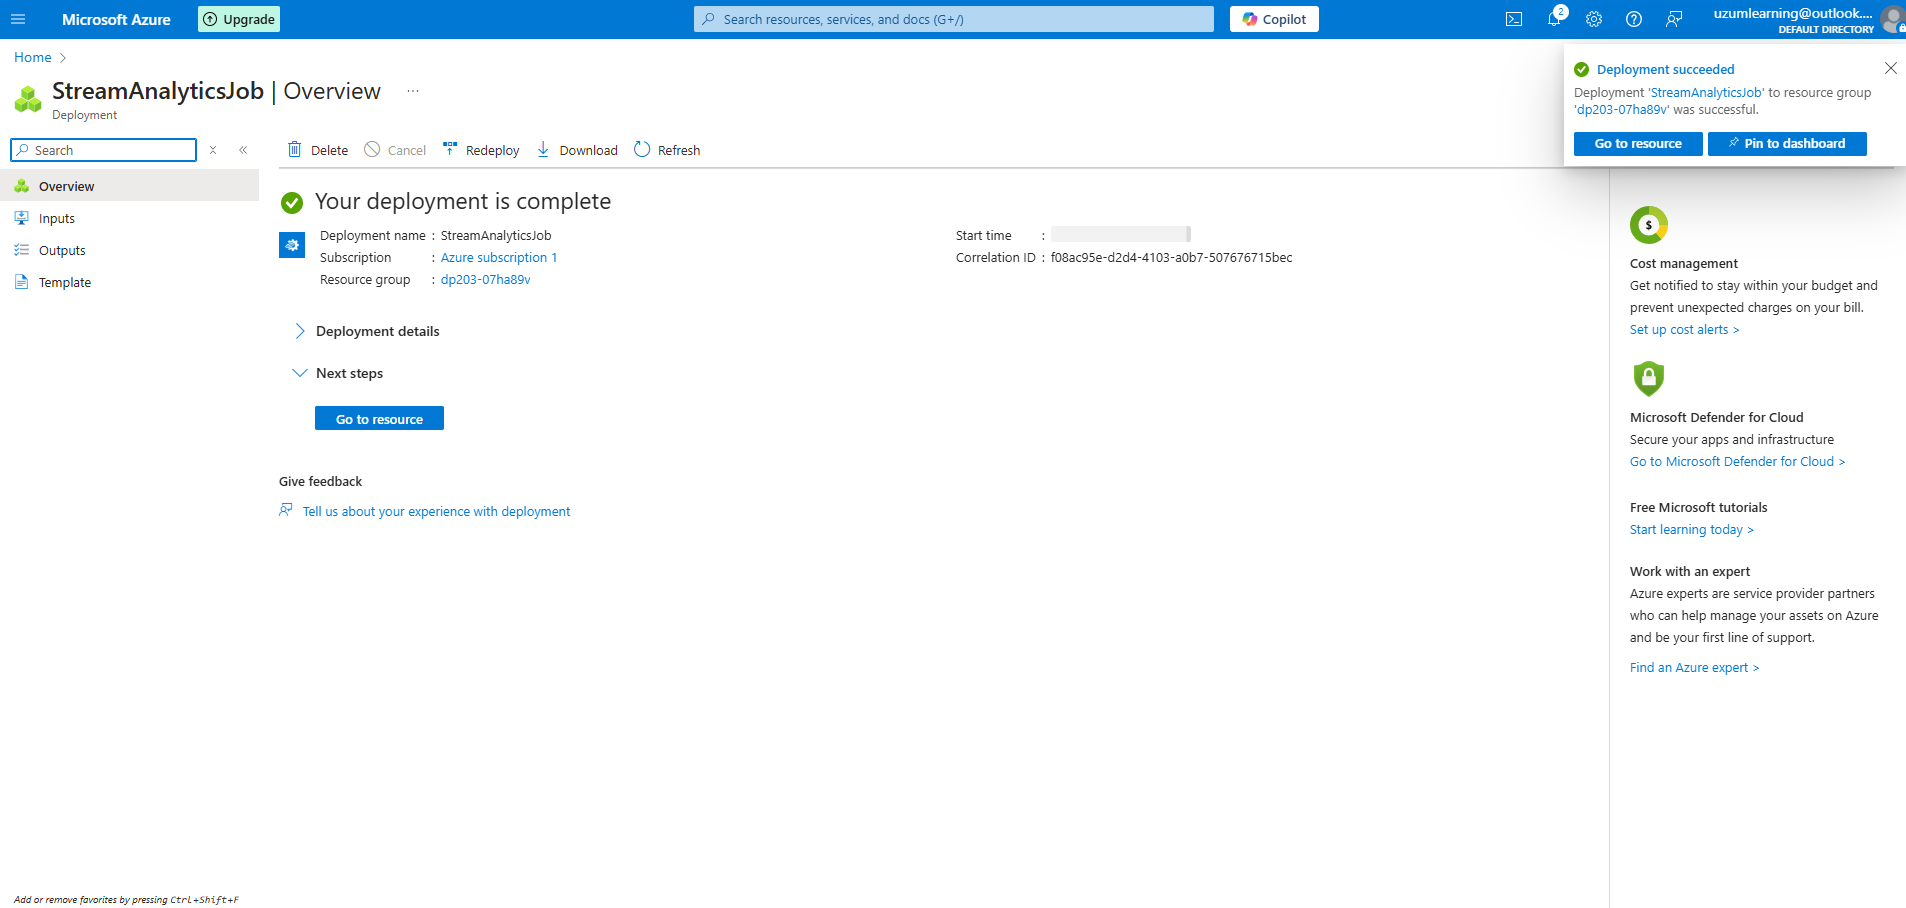 Microsoft Azure
Upgrade
Search resources, services, and docs (G+/)
Copilot
2
uzumlearning@outlook....
DEFAULT DIRECTORY
Home
StreamAnalyticsJob | Overview
...
Deployment
Search
Delete
Cancel
Redeploy
Download
Refresh
Deployment succeeded
Deployment 'StreamAnalyticsJob' to resource group
'dp203-07ha89v' was successful.
Go to resource
Pin to dashboard
Overview
Inputs
Outputs
Template
Your deployment is complete
Deployment name : StreamAnalyticsJob
Subscription : Azure subscription 1
Resource group : dp203-07ha89v
Start time :
Correlation ID : f08ac95e-d2d4-4103-a0b7-507676715bec
Deployment details
Next steps
Go to resource
Give feedback
Tell us about your experience with deployment
$
Cost management
Get notified to stay within your budget and
prevent unexpected charges on your bill.
Set up cost alerts >
Microsoft Defender for Cloud
Secure your apps and infrastructure
Go to Microsoft Defender for Cloud >
Free Microsoft tutorials
Start learning today >
Work with an expert
Azure experts are service provider partners
who can help manage your assets on Azure
and be your first line of support.
Find an Azure expert >
Add or remove favorites by pressing Ctrl+Shift+F